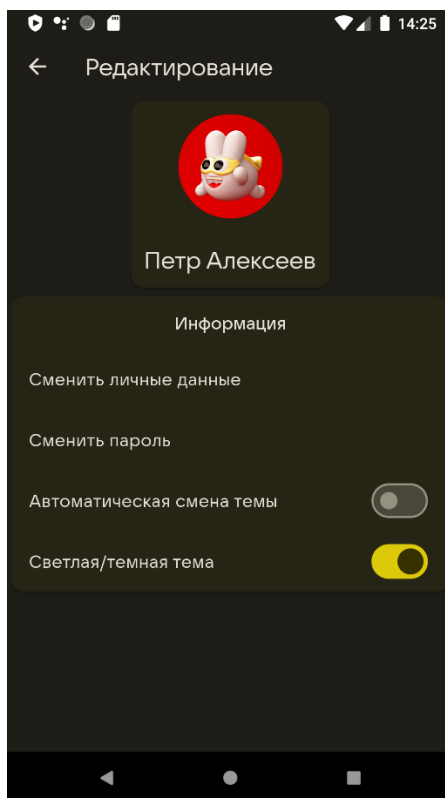 14:25
Редактирование
Петр Алексеев
Информация
Сменить личные данные
Сменить пароль
Автоматическая смена темы
Светлая/темная тема